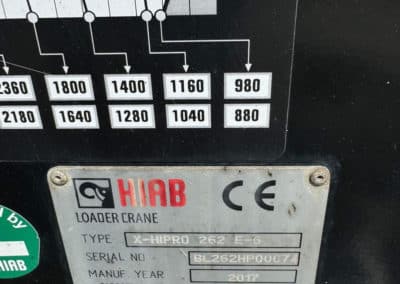 2360 1800 1400 1160 980
2180 1640 1280 1040 880
HIAB CE
LOADER CRANE
TYPE X-HIPRO 262 E-6
SERIAL NO
MANUF. YEAR 2017
d by
HIAB